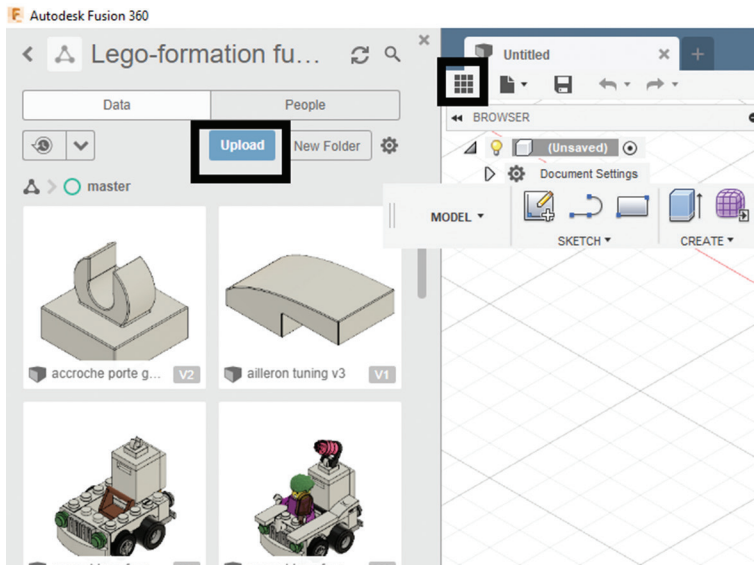 Autodesk Fusion 360
Lego-formation fu...
Untitled
Data
People
BROWSER
Upload
New Folder
(Unsaved)
Document Settings
master
MODEL
SKETCH
CREATE
accroche porte g...
V2
ailleron tuning v3
V1